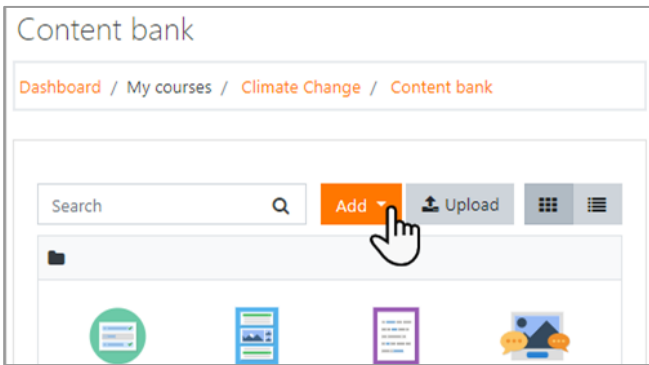 Content bank
Dashboard / My courses / Climate Change / Content bank
Search Add Upload